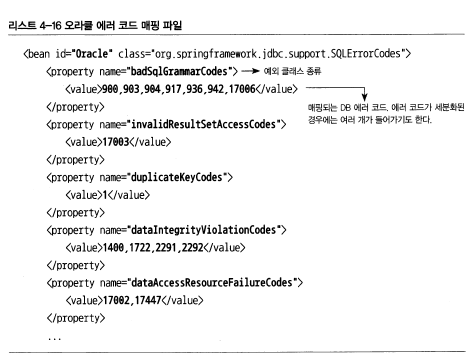 리스트 4-16 오라클 에러 코드 매핑 파일
<bean id="Oracle" class="org.springframework.jdbc.support.SQLErrorCodes">
<property name="badSqlGrammarCodes"> → 예외 클래스 종류
<value>900,903,904,917,936,942,17006</value>
매핑되는 DB 에러 코드. 에러 코드가 세분화된
경우에는 여러 개가 들어가기도 한다.
</property>
<property name="invalidResultSetAccessCodes">
<value>17003</value>
</property>
<property name="duplicateKeyCodes">
<value>1</value>
</property>
<property name="dataIntegrityViolationCodes">
<value>1400,1722,2291,2292</value>
</property>
<property name="dataAccessResourceFailureCodes">
<value>17002,17447</value>
</property>
...